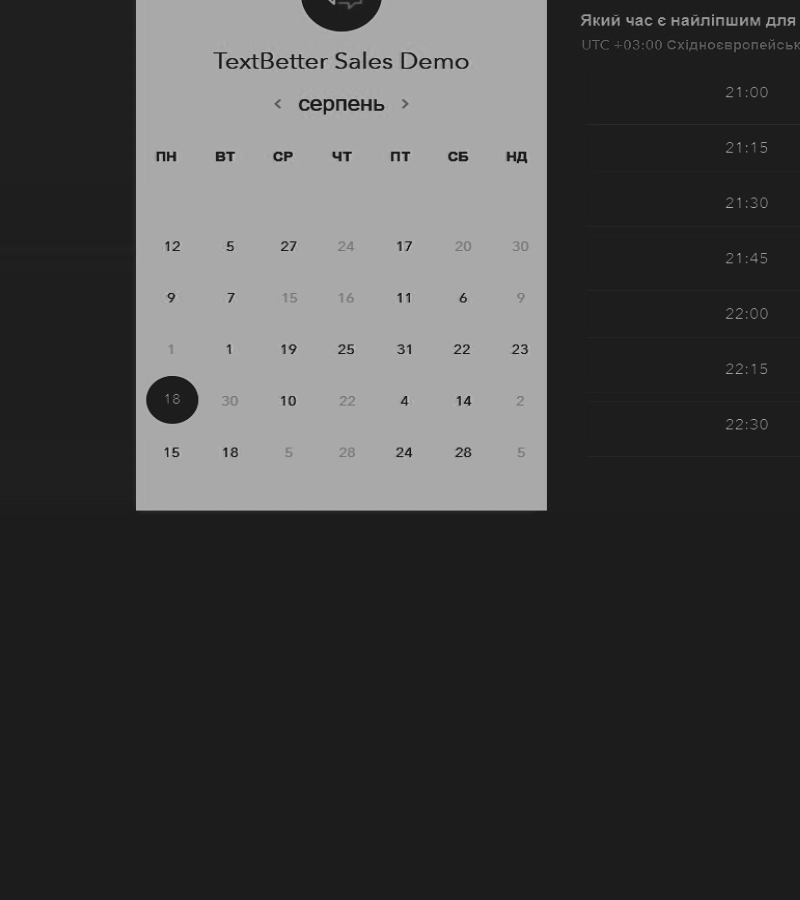 TextBetter Sales Demo
< серпень >
ПН ВТ СР ЧТ ПТ СБ НД
12 5 27 24 17 20 30
9 7 15 16 11 6 9
1 1 19 25 31 22 23
18 30 10 22 4 14 2
15 18 5 28 24 28 5
Який час є найліпшим для
UTC +03:00 Східноєвропейськ
21:00
21:15
21:30
21:45
22:00
22:15
22:30